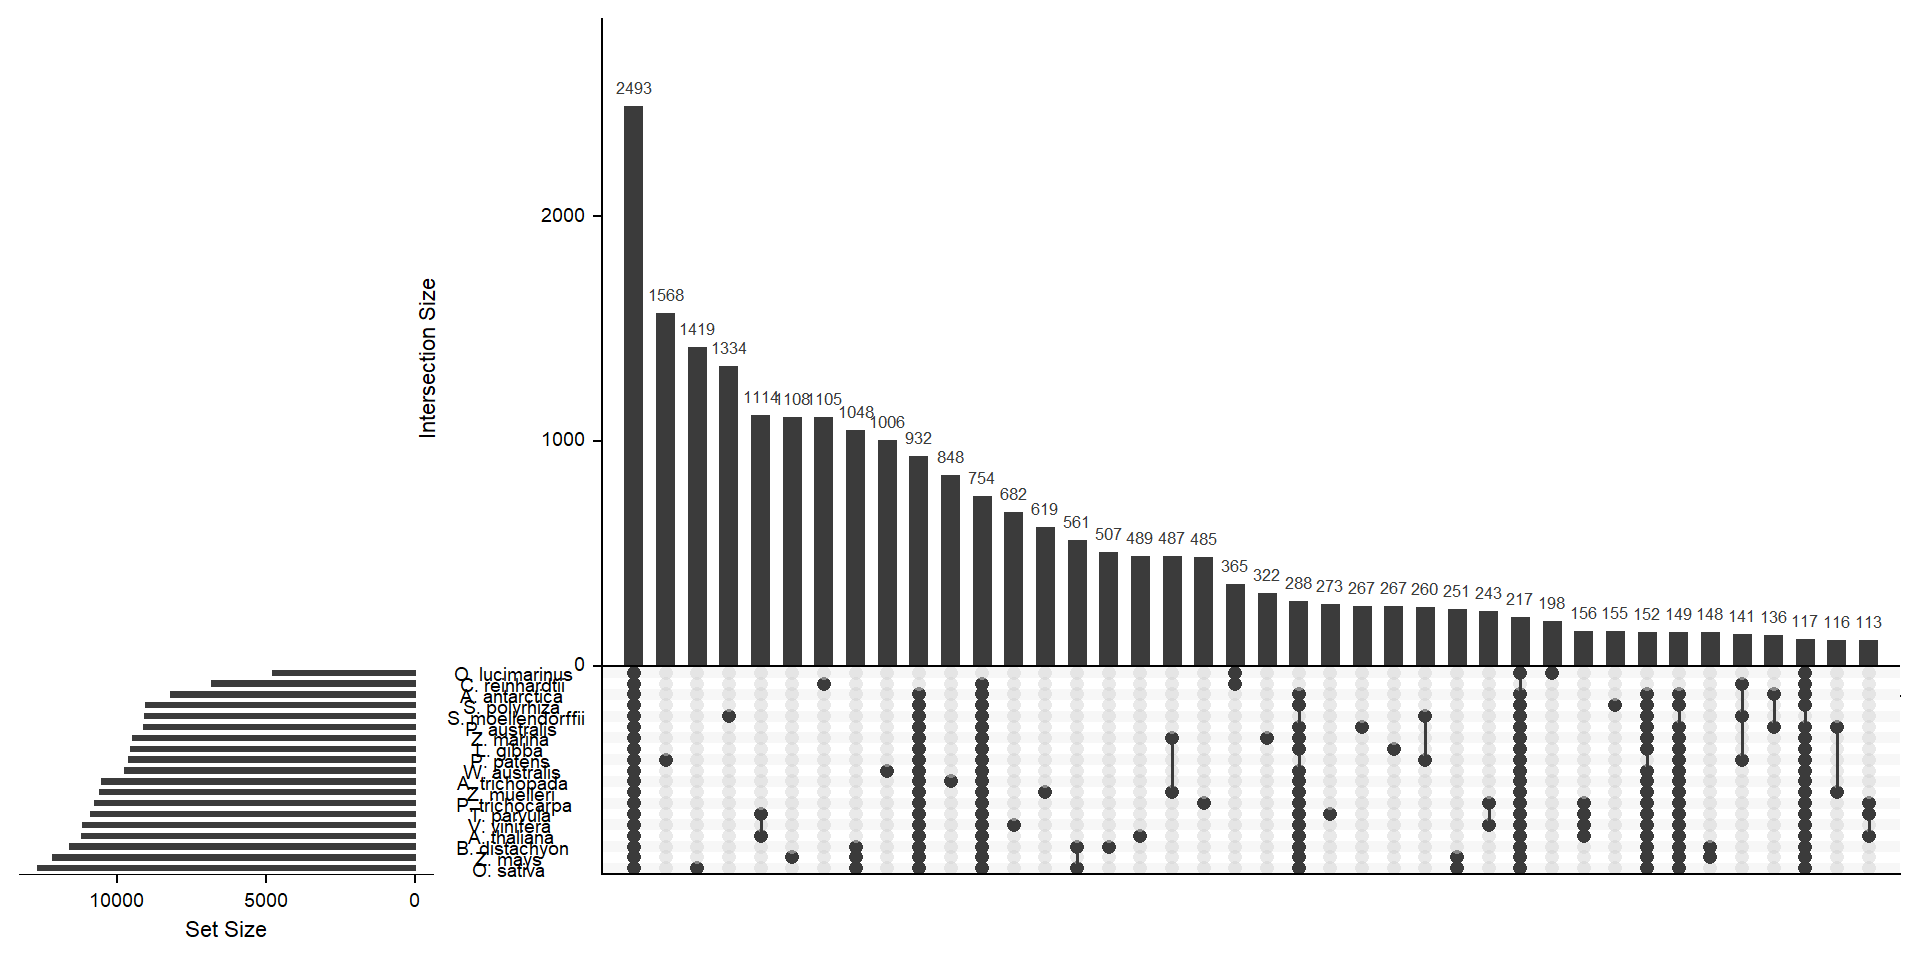 2493
1568
1419
1334
1114
1108
1105
1048
1006
932
848
754
682
619
561
507
489
487
485
365
322
288
273
267
267
260
251
243
217
198
156
155
152
149
148
141
136
117
116
113
2000
1000
0
Intersection Size
O. lucimarinus
C. reinhardtii
A. antarctica
S. polyrhiza
S. moellendorffii
P. australis
Z. marina
L. gibba
P. patens
W. australis
A. trichopada
Z. muelleri
P. trichocarpa
T. parvula
V. vinifera
A. thaliana
B. distachyon
Z. mays
O. sativa
10000 5000 0
Set Size